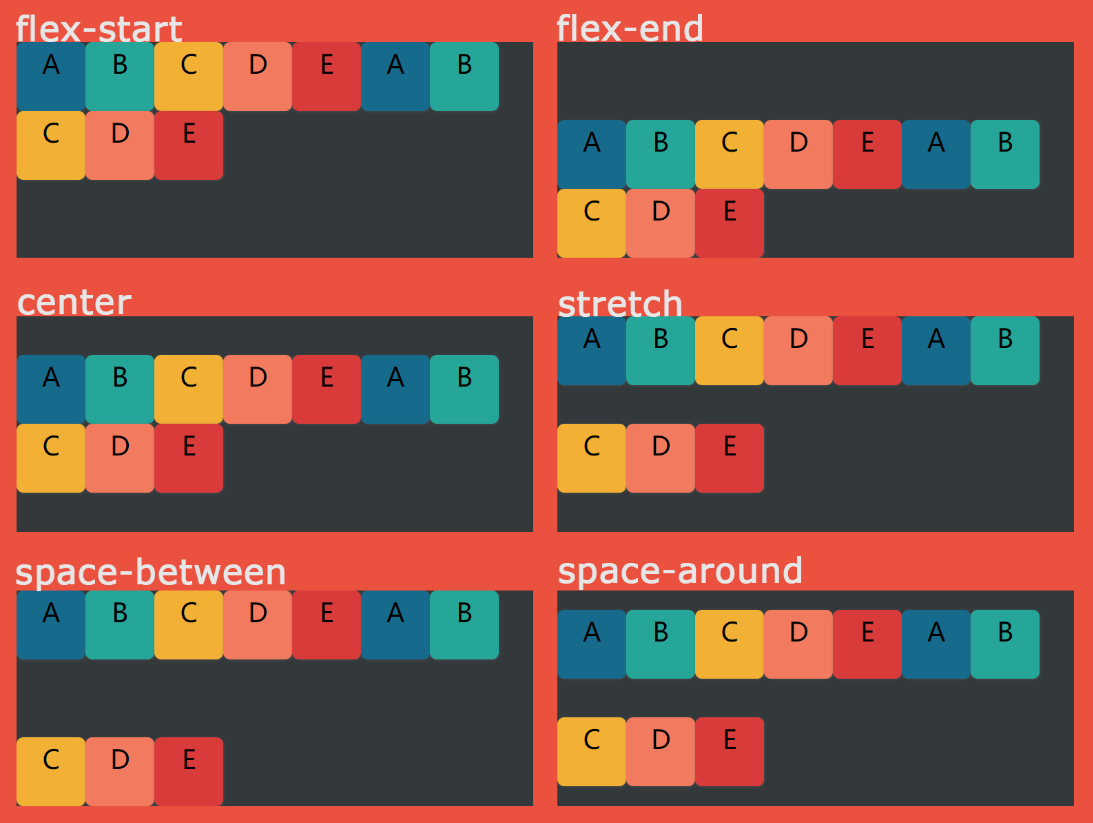 flex-start
A B C D E A B
C D E
flex-end
A B C D E A B
C D E
center
A B C D E A B
C D E
stretch
A B C D E A B
C D E
space-between
A B C D E A B
C D E
space-around
A B C D E A B
C D E